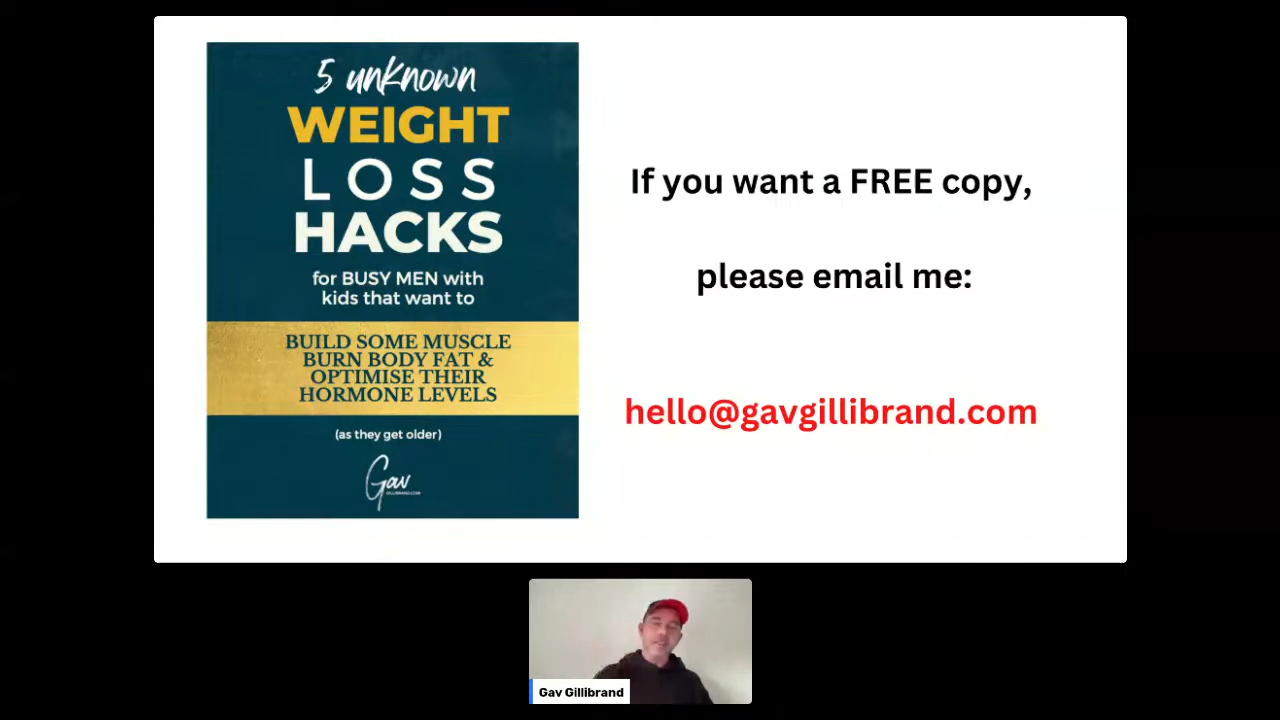 5 unknown
WEIGHT
LOSS
HACKS
for BUSY MEN with
kids that want to
BUILD SOME MUSCLE
BURN BODY FAT &
OPTIMISE THEIR
HORMONE LEVELS
(as they get older)
Gav
GILLIBRAND.COM
If you want a FREE copy,
please email me:
hello@gavgillibrand.com
Gav Gillibrand